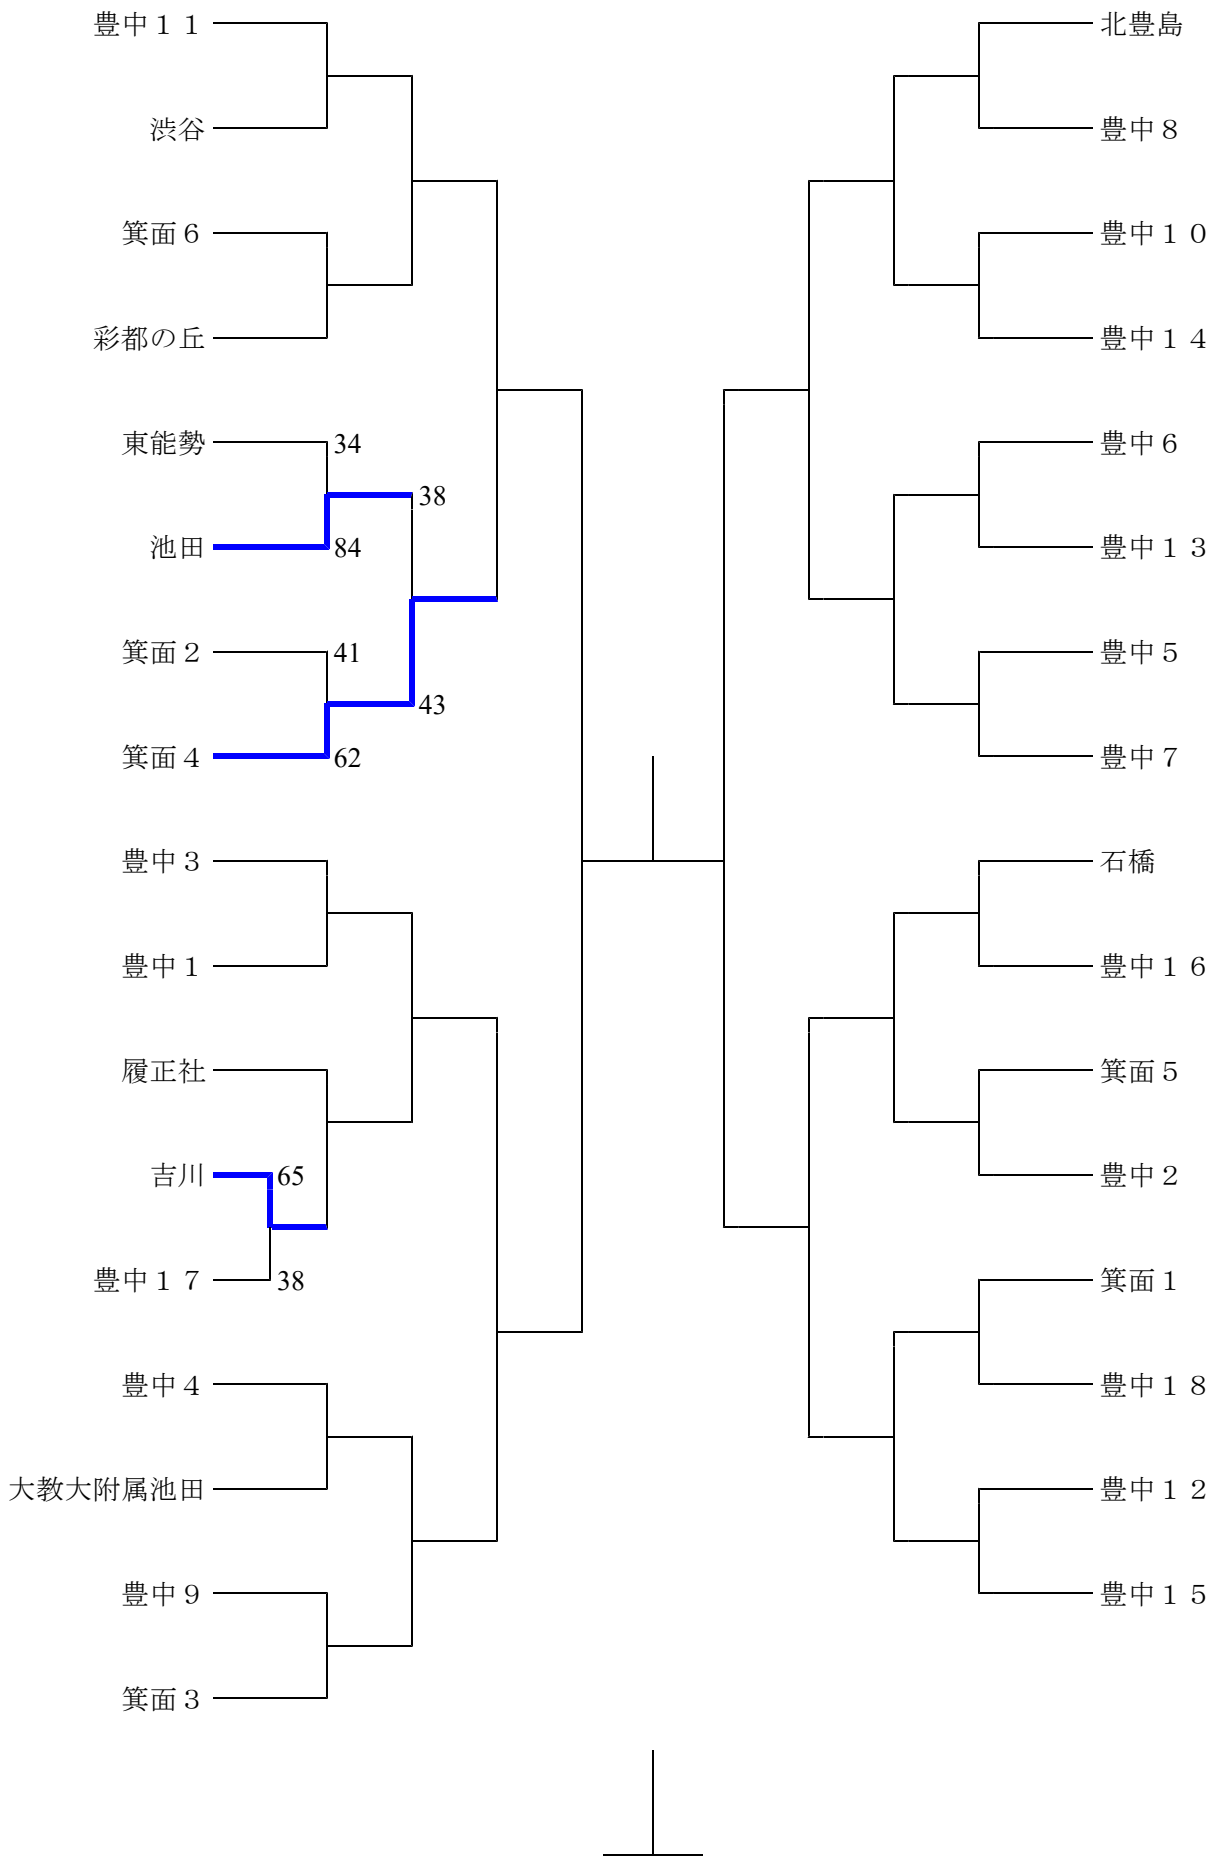 豊中１１
渋谷
箕面６
彩都の丘
東能勢 34
38
池田 84
箕面２ 41
43
箕面４ 62
豊中３
豊中１
履正社
吉川 65
豊中１７ 38
豊中４
大教大附属池田
豊中９
箕面３
北豊島
豊中８
豊中１０
豊中１４
豊中６
豊中１３
豊中５
豊中７
石橋
豊中１６
箕面５
豊中２
箕面１
豊中１８
豊中１２
豊中１５